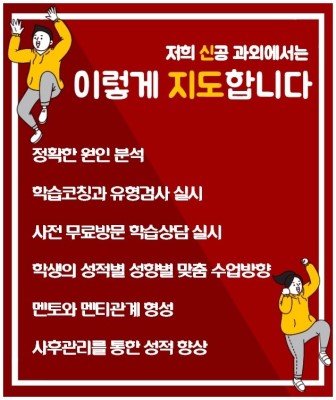 저희 신공 과외에서는
이렇게 지도합니다
정확한 원인 분석
학습코칭과 유형검사 실시
사전 무료방문 학습상담 실시
학생의 성적별 성향별 맞춤 수업방향
멘토와 멘티관계 형성
사후관리를 통한 성적 향상